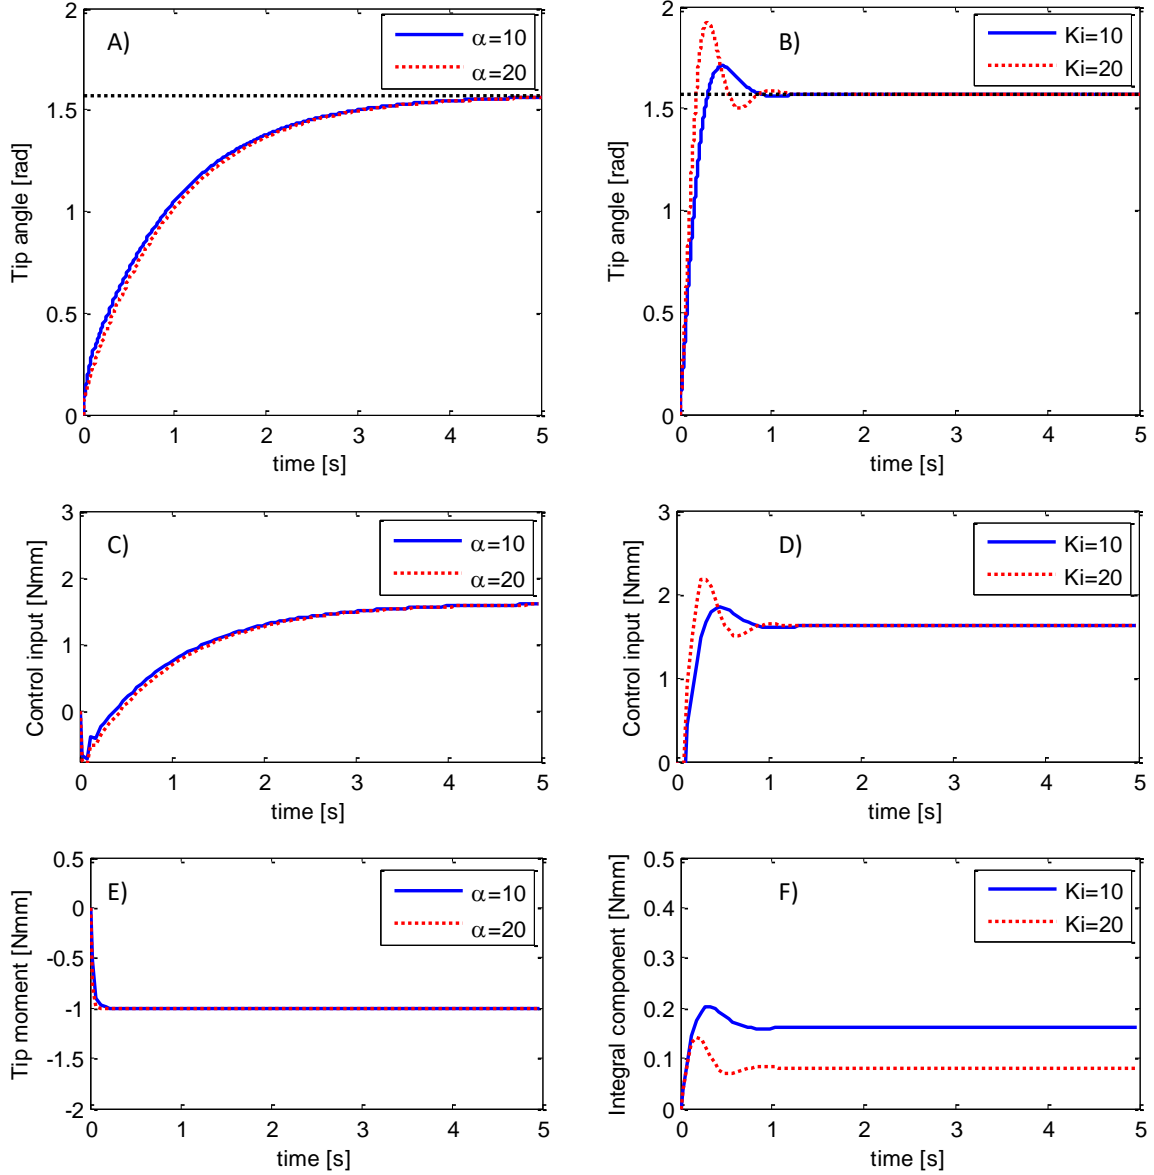 A)
α=10
α=20
2
1.5
1
0.5
0
Tip angle [rad]
0 1 2 3 4 5
time [s]
B)
Ki=10
Ki=20
2
1.5
1
0.5
0
Tip angle [rad]
0 1 2 3 4 5
time [s]
C)
α=10
α=20
3
2
1
0
Control input [Nmm]
0 1 2 3 4 5
time [s]
D)
Ki=10
Ki=20
3
2
1
0
Control input [Nmm]
0 1 2 3 4 5
time [s]
E)
α=10
α=20
0.5
0
-0.5
-1
-1.5
-2
Tip moment [Nmm]
0 1 2 3 4 5
time [s]
F)
Ki=10
Ki=20
0.5
0.4
0.3
0.2
0.1
0
Integral component [Nmm]
0 1 2 3 4 5
time [s]